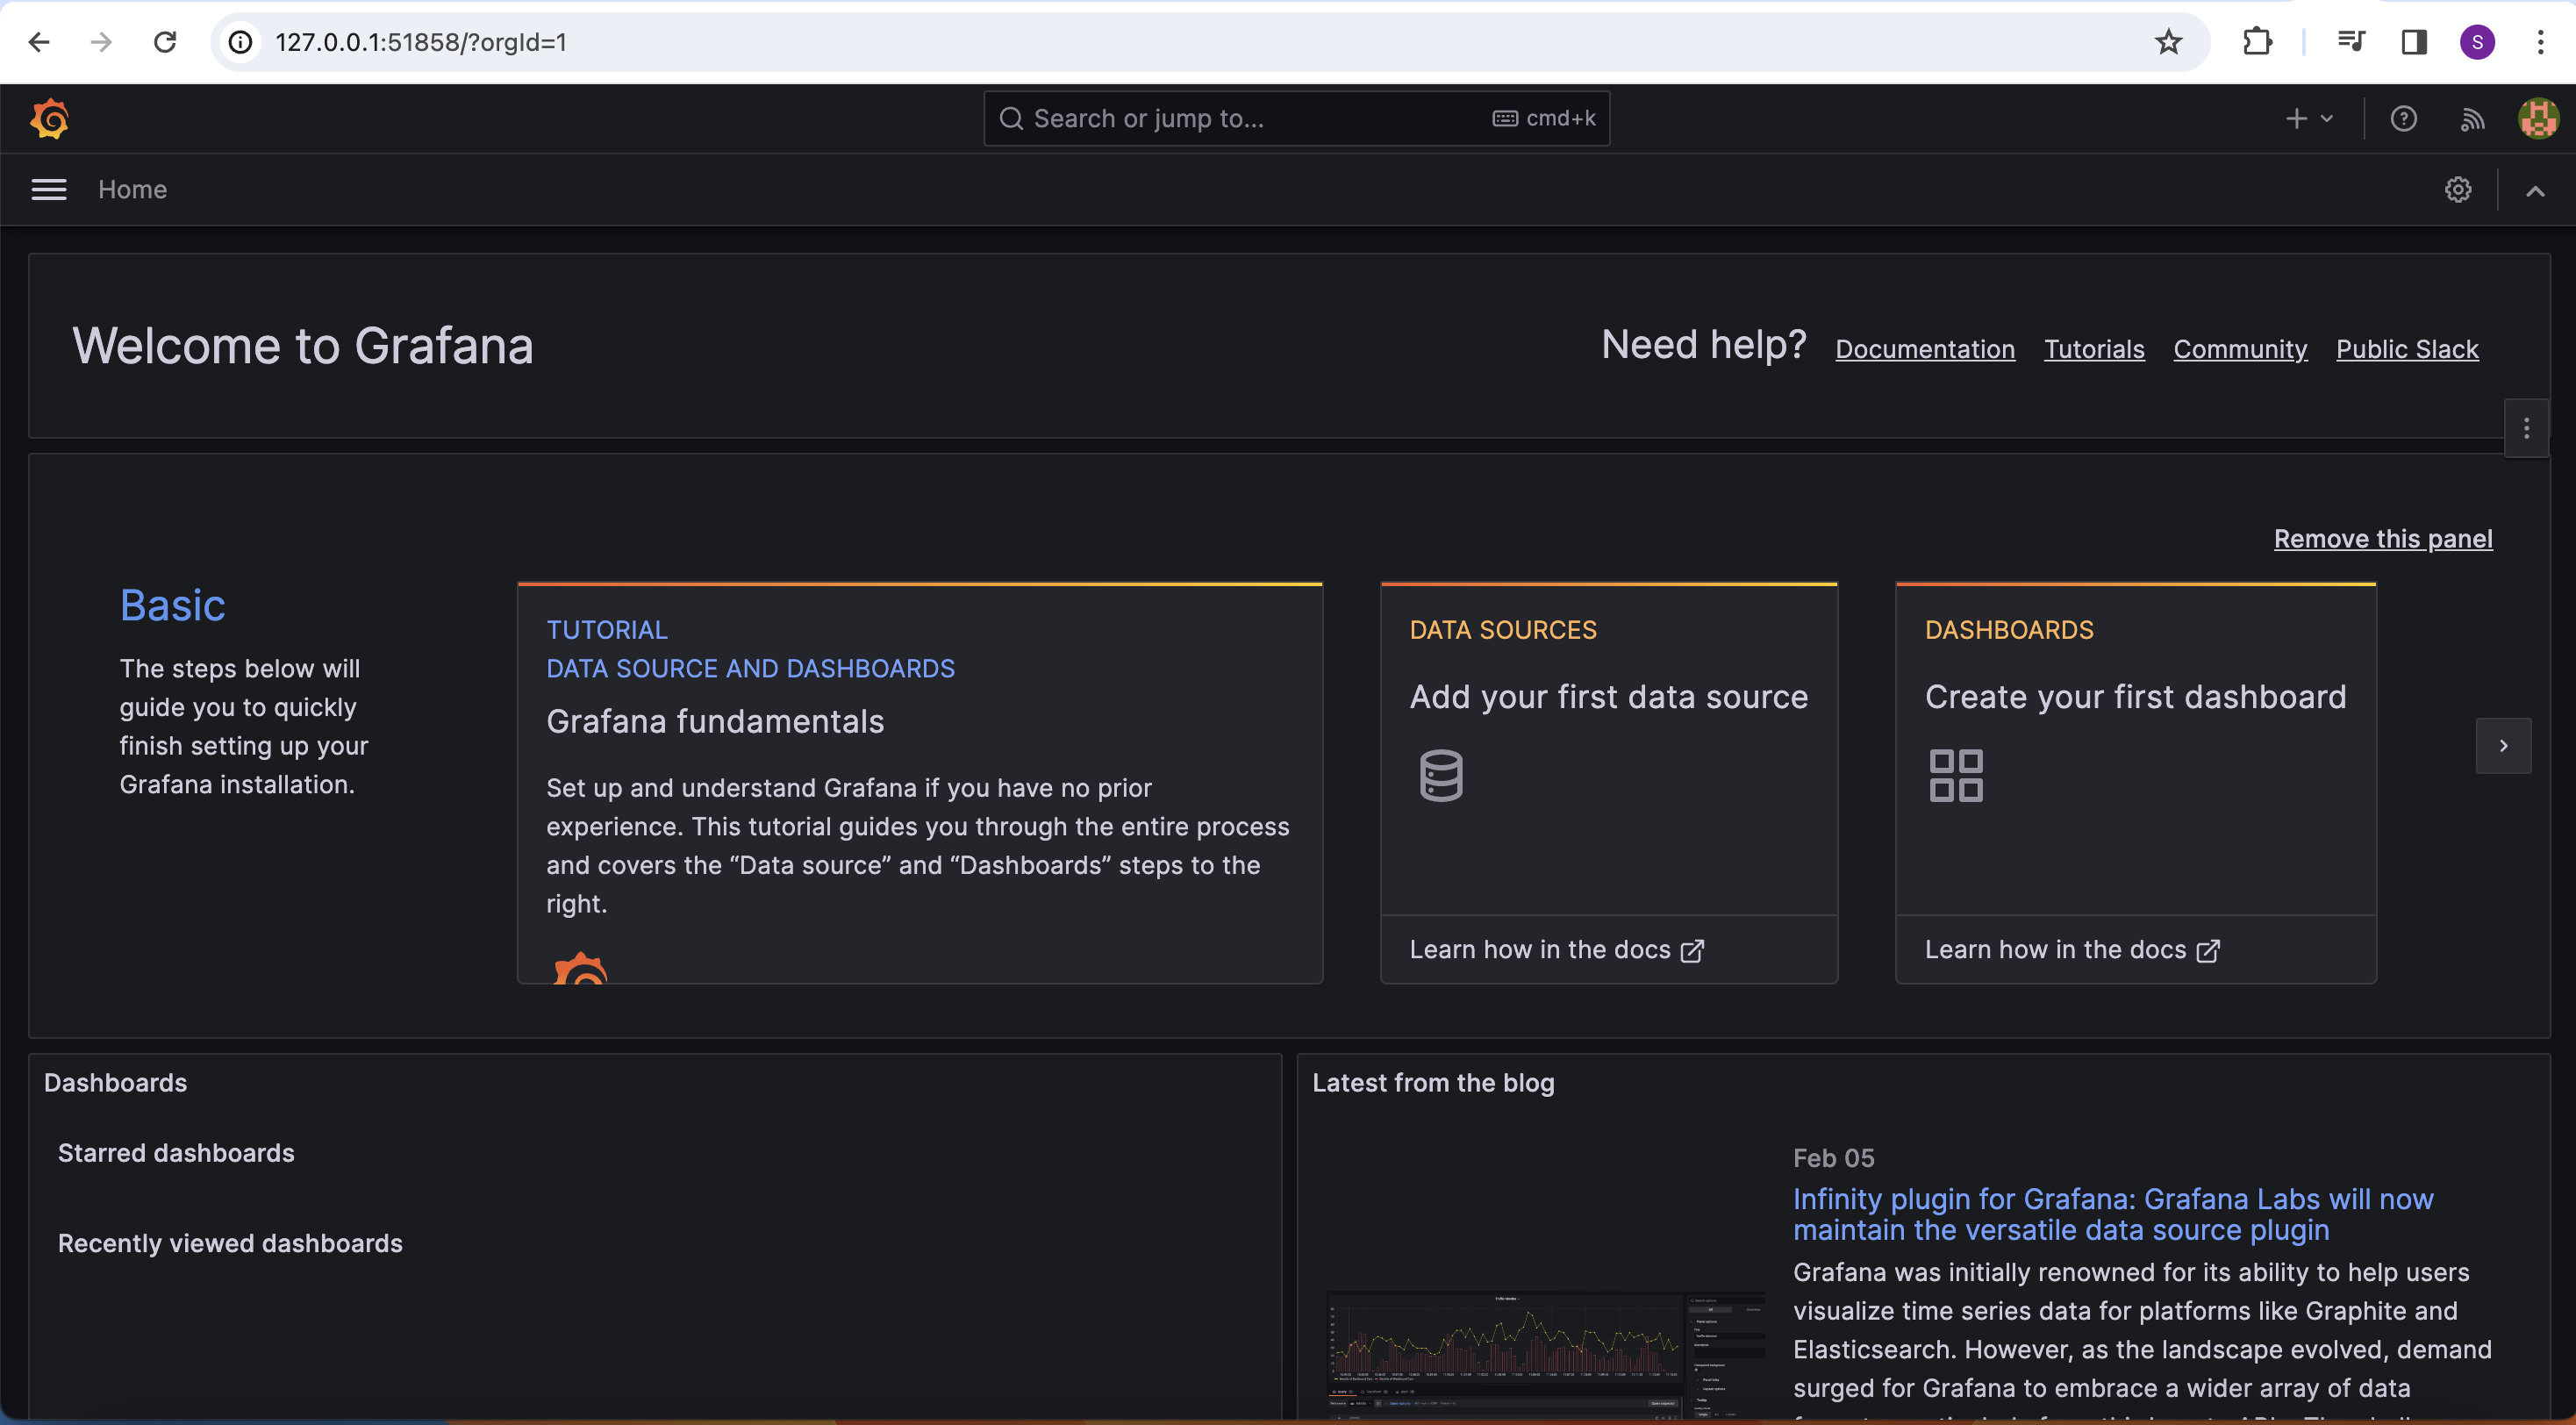 127.0.0.1:51858/?orgId=1
S
Search or jump to...
cmd+k
Home
Welcome to Grafana
Need help?
Documentation
Tutorials
Community
Public Slack
Remove this panel
Basic
The steps below will
guide you to quickly
finish setting up your
Grafana installation.
TUTORIAL
DATA SOURCE AND DASHBOARDS
Grafana fundamentals
Set up and understand Grafana if you have no prior
experience. This tutorial guides you through the entire process
and covers the “Data source” and “Dashboards” steps to the
right.
DATA SOURCES
Add your first data source
Learn how in the docs
DASHBOARDS
Create your first dashboard
Learn how in the docs
Dashboards
Starred dashboards
Recently viewed dashboards
Latest from the blog
Feb 05
Infinity plugin for Grafana: Grafana Labs will now
maintain the versatile data source plugin
Grafana was initially renowned for its ability to help users
visualize time series data for platforms like Graphite and
Elasticsearch. However, as the landscape evolved, demand
surged for Grafana to embrace a wider array of data